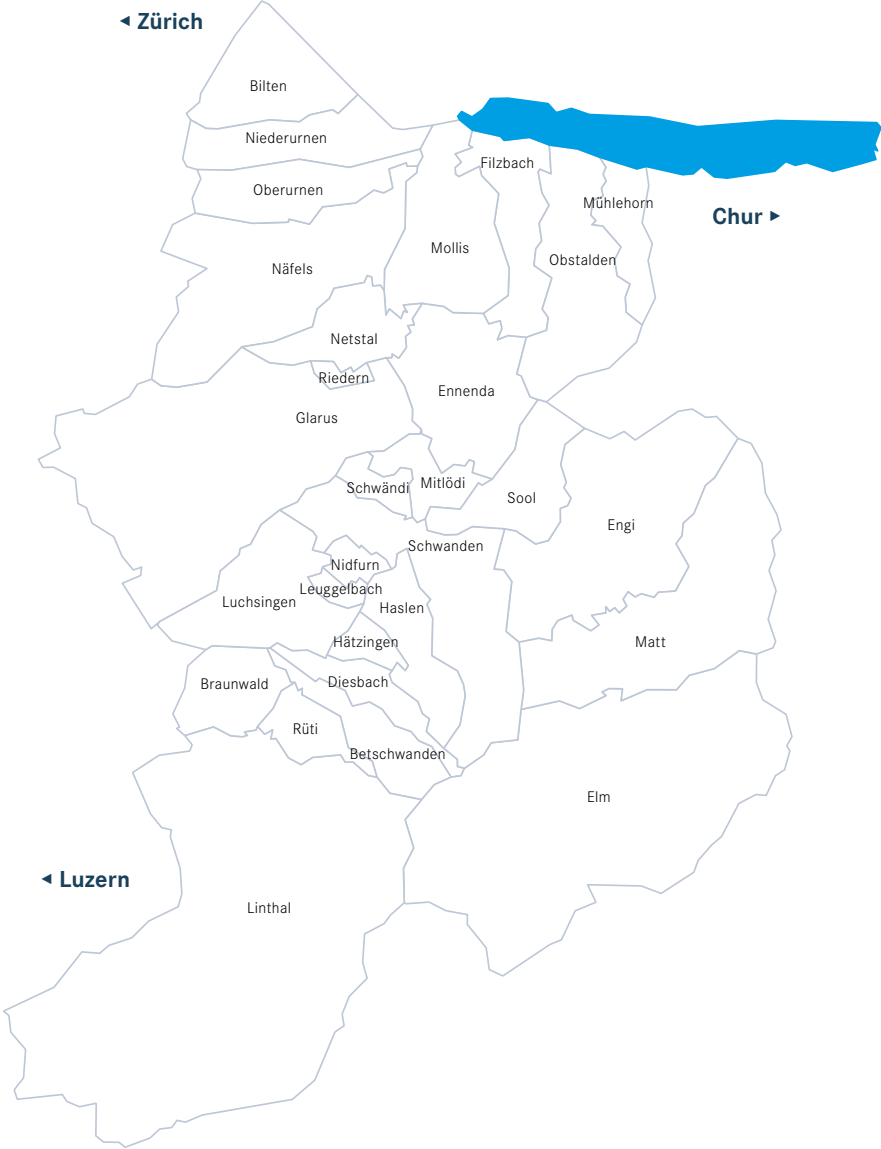 ◄ Zürich
Bilten
Niederurnen
Filzbach
Oberurnen
Mühlehorn
Chur ►
Mollis
Obstalden
Näfels
Netstal
Riedern
Ennenda
Glarus
Mitlödi
Schwändi
Sool
Engi
Schwanden
Nidfurn
Leuggelbach
Luchsingen
Haslen
Hätzingen
Matt
Braunwald
Diesbach
Rüti
Betschwanden
Elm
◄ Luzern
Linthal